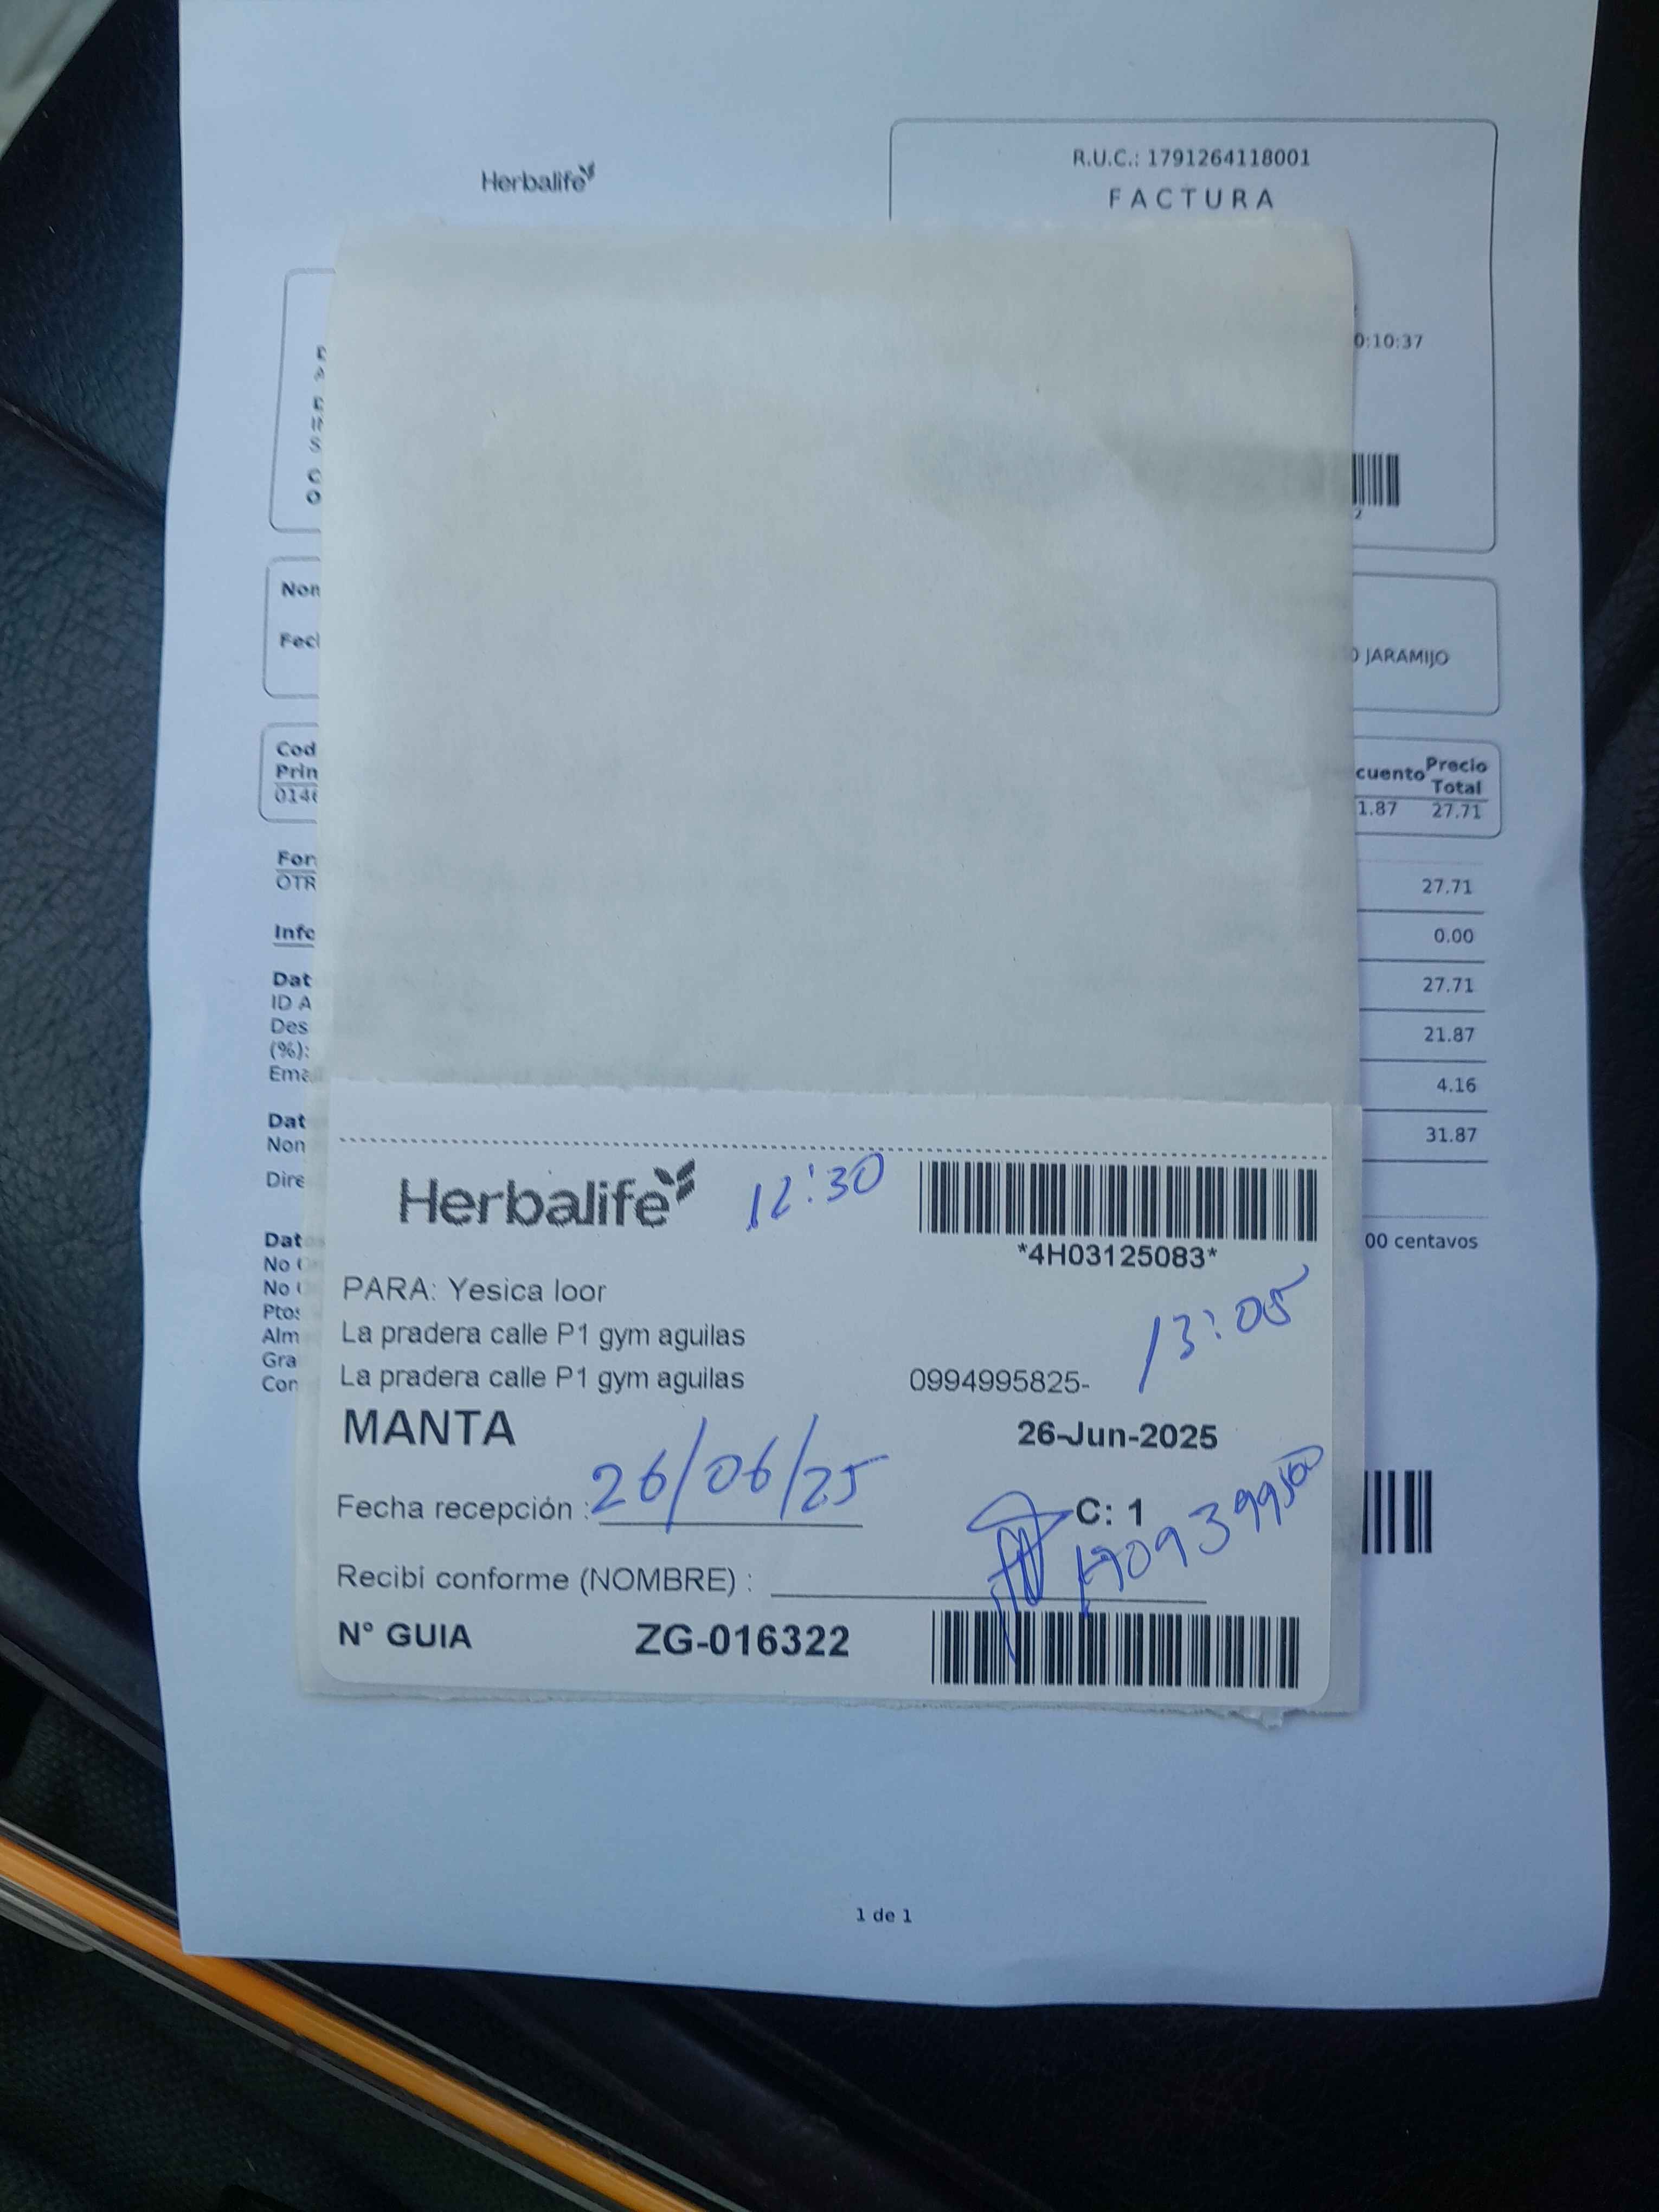 Herbalife
R.U.C.: 1791264118001
FACTURA
0:10:37
2
JARAMIJO
Precio
cuento
Total
1.87 27.71
27.71
0.00
27.71
21.87
(%):
4.16
31.87
00 centavos
Herbalife 12:30
*4H03125083*
PARA: Yesica loor
La pradera calle P1 gym aguilas
13:05
La pradera calle P1 gym aguilas 0994995825-
MANTA 26-Jun-2025
Fecha recepción : 26/06/25
C: 1
Recibi conforme (NOMBRE) :
N° GUIA ZG-016322
1 de 1